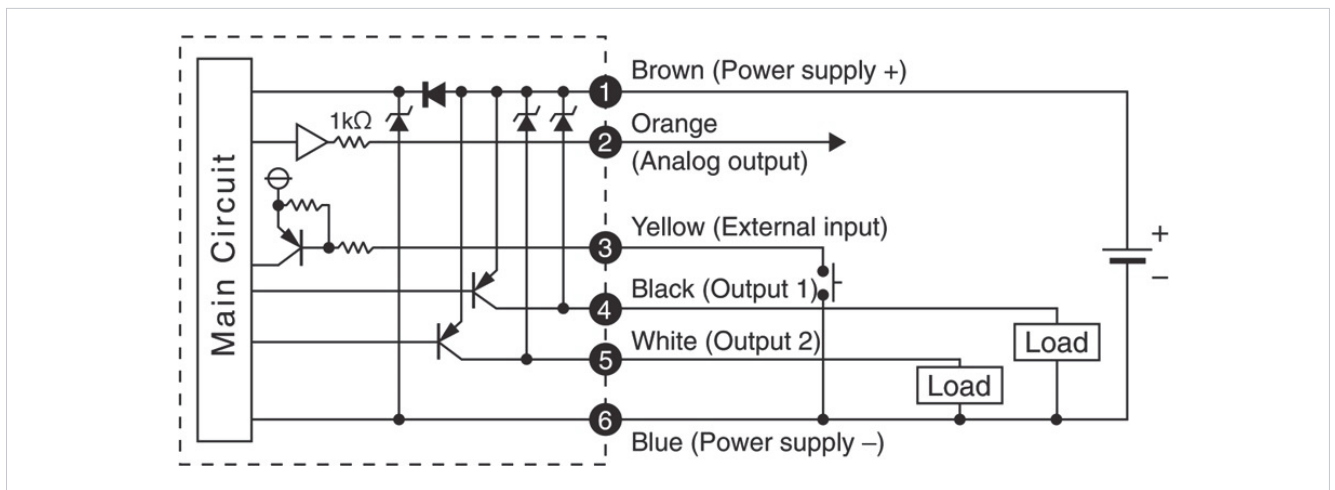 Main Circuit
1kΩ
1
Brown (Power supply +)
2
Orange
(Analog output)
3
Yellow (External input)
4
Black (Output 1)
5
White (Output 2)
6
Blue (Power supply –)
+
–
Load
Load